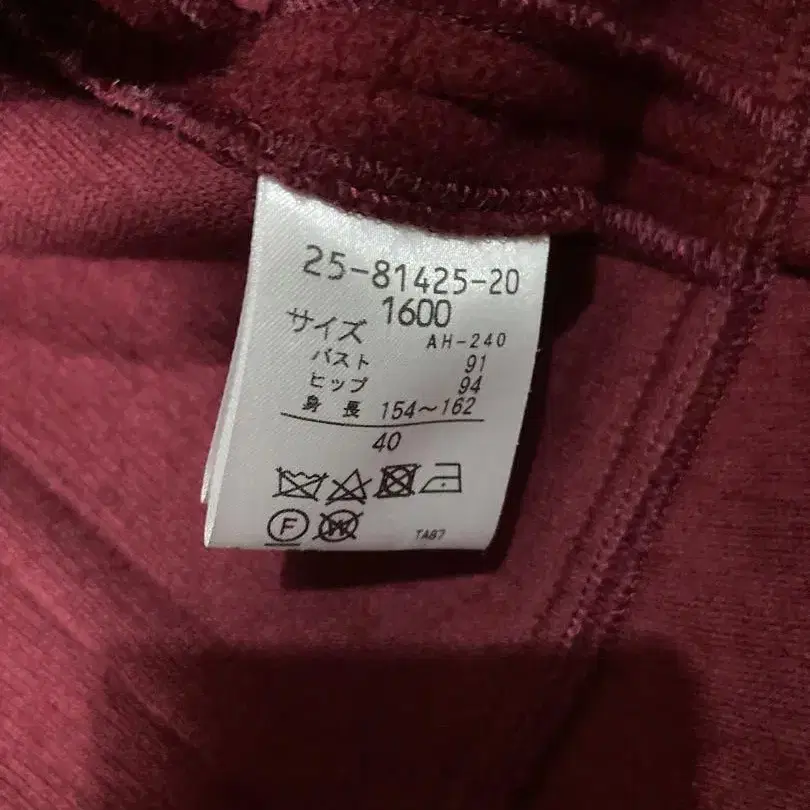 25-81425-20
1600
サイズ AH-240
バスト 91
ヒップ 94
身長 154〜162
40
F W
TA87